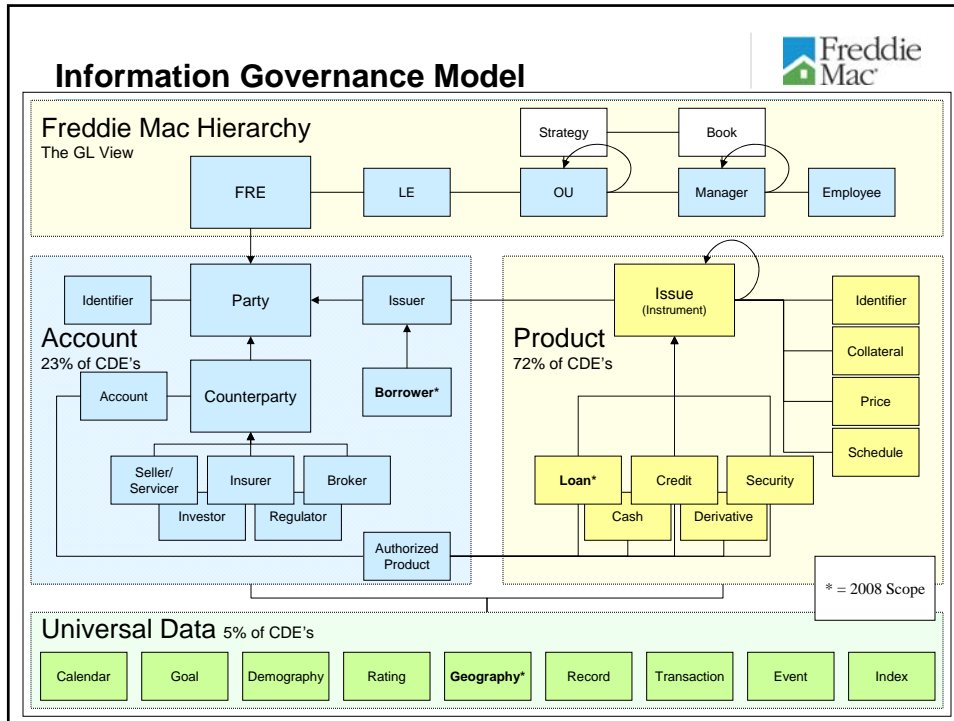 Information Governance Model
Freddie
Mac
Freddie Mac Hierarchy
The GL View
Strategy
Book
FRE
LE
OU
Manager
Employee
Identifier
Party
Issuer
Account
23% of CDE's
Account
Counterparty
Borrower*
Seller/
Servicer
Insurer
Broker
Investor
Regulator
Authorized
Product
Issue
(Instrument)
Product
72% of CDE's
Identifier
Collateral
Price
Schedule
Loan*
Credit
Security
Cash
Derivative
* = 2008 Scope
Universal Data 5% of CDE's
Calendar
Goal
Demography
Rating
Geography*
Record
Transaction
Event
Index